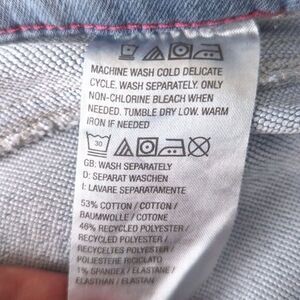 MACHINE WASH COLD DELICATE
CYCLE. WASH SEPARATELY. ONLY
NON-CHLORINE BLEACH WHEN
NEEDED. TUMBLE DRY LOW. WARM
IRON IF NEEDED
30
GB: WASH SEPARATELY
D: SEPARAT WASCHEN
I: LAVARE SEPARATAMENTE
53% COTTON / COTTON /
BAUMWOLLE / COTONE
46% RECYCLED POLYESTER /
RECYCLED POLYESTER /
RECYCELTES POLYESTER /
POLIESTERE RICICLATO
1% SPANDEX / ELASTANE /
ELASTHAN / ELASTAN